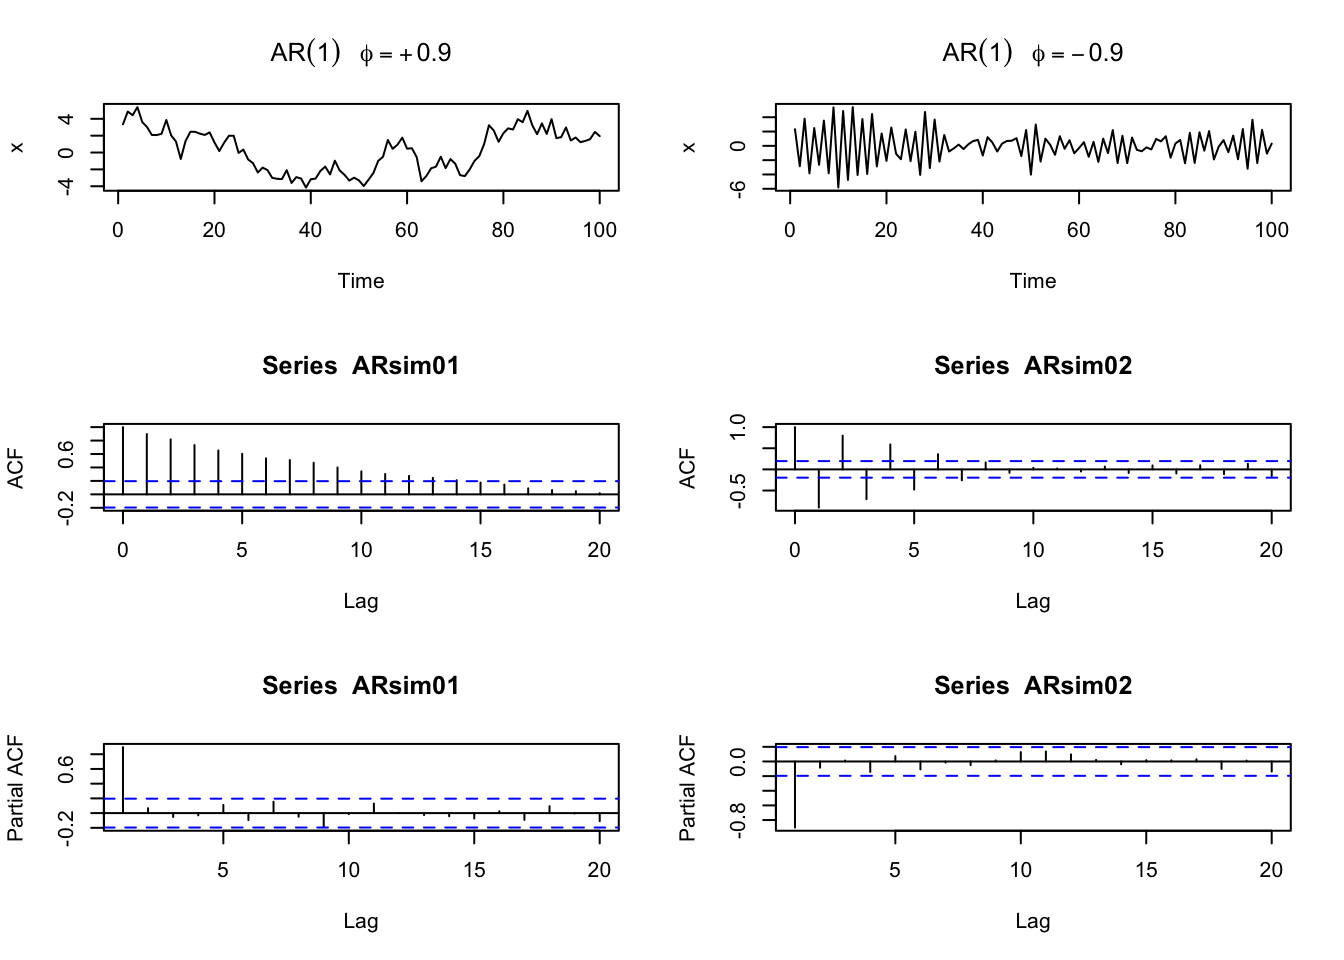 AR(1) ϕ = +0.9
x
-4 0 4
0 20 40 60 80 100
Time
AR(1) ϕ = −0.9
x
-6 0
0 20 40 60 80 100
Time
Series ARsim01
ACF
-0.2 0.6
0 5 10 15 20
Lag
Series ARsim02
ACF
-0.5 1.0
0 5 10 15 20
Lag
Series ARsim01
Partial ACF
-0.2 0.6
5 10 15 20
Lag
Series ARsim02
Partial ACF
-0.8 0.0
5 10 15 20
Lag